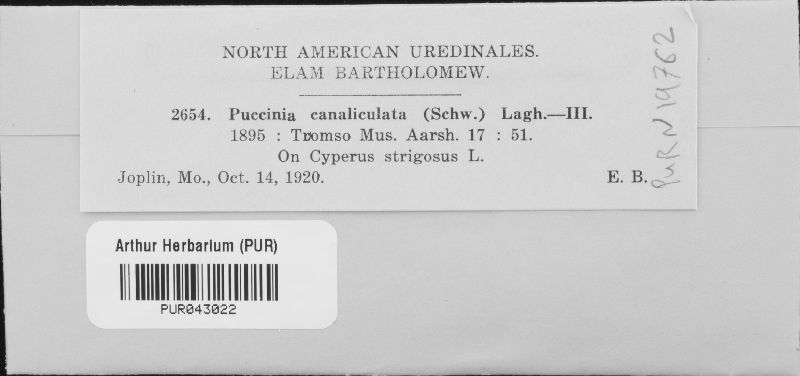 NORTH AMERICAN UREDINALES.
ELAM BARTHOLOMEW.
2654. Puccinia canaliculata (Schw.) Lagh.—III.
1895 : Tromso Mus. Aarsh. 17 : 51.
On Cyperus strigosus L.
Joplin, Mo., Oct. 14, 1920. E. B.
PUR N 19762
Arthur Herbarium (PUR)
PUR043022